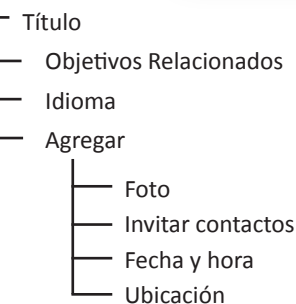 Título
Objetivos Relacionados
Idioma
Agregar
Foto
Invitar contactos
Fecha y hora
Ubicación